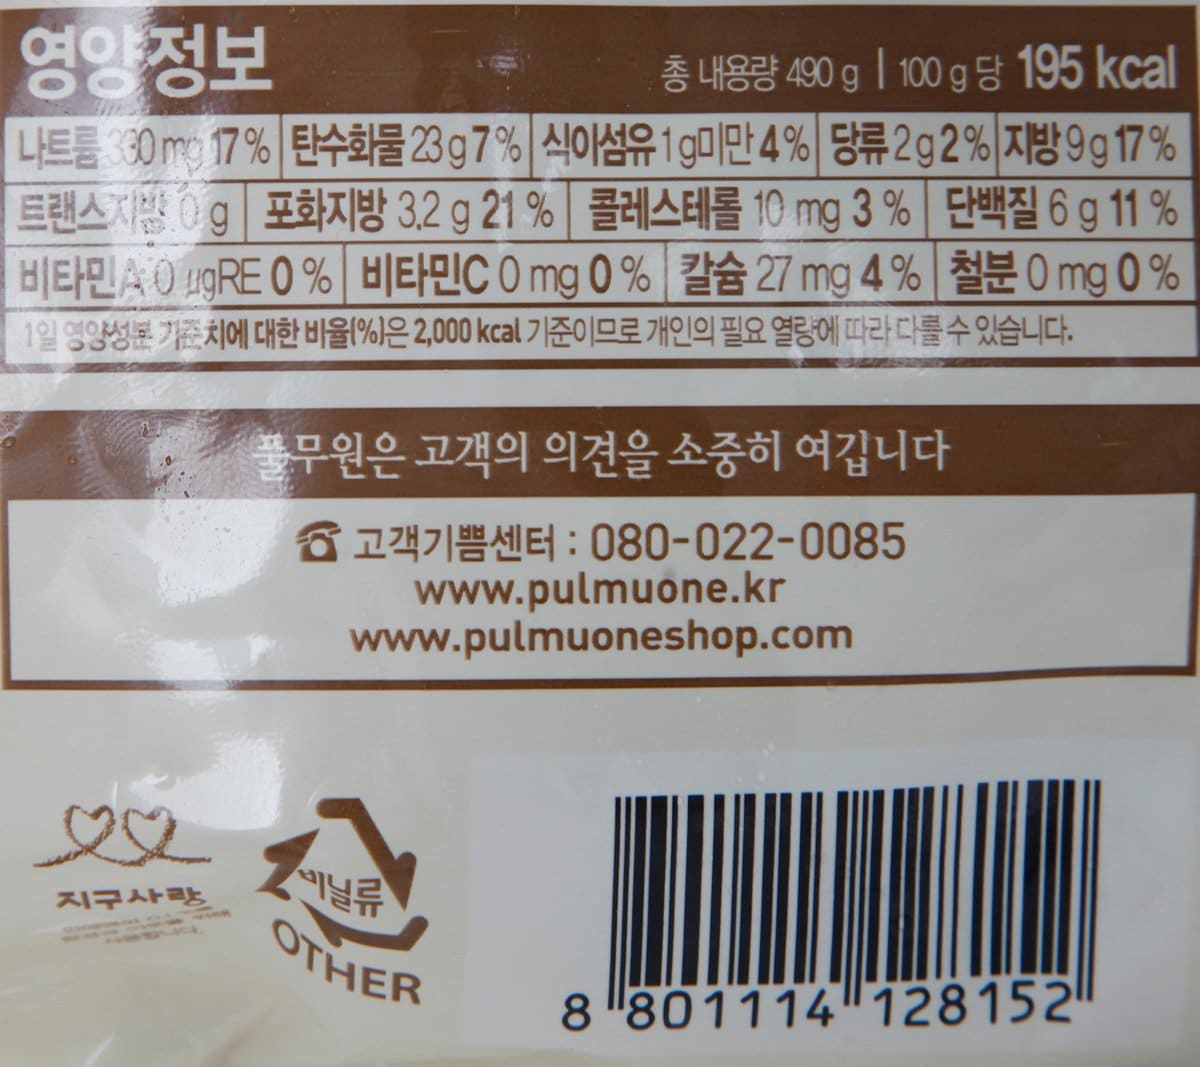 영양정보
총 내용량 490 g | 100 g 당 195 kcal
나트륨 330 mg 17 % 탄수화물 23 g 7 % 식이섬유 1 g미만 4 % 당류 2 g 2 % 지방 9 g 17 %
트랜스지방 0 g 포화지방 3.2 g 21 % 콜레스테롤 10 mg 3 % 단백질 6 g 11 %
비타민A 0 μgRE 0 % 비타민C 0 mg 0 % 칼슘 27 mg 4 % 철분 0 mg 0 %
1일 영양성분 기준치에 대한 비율(%)은 2,000 kcal 기준이므로 개인의 필요 열량에 따라 다를 수 있습니다.
풀무원은 고객의 의견을 소중히 여깁니다
고객기쁨센터 : 080-022-0085
www.pulmuone.kr
www.pulmuoneshop.com
지구사랑
비닐류
OTHER
8 801114 128152